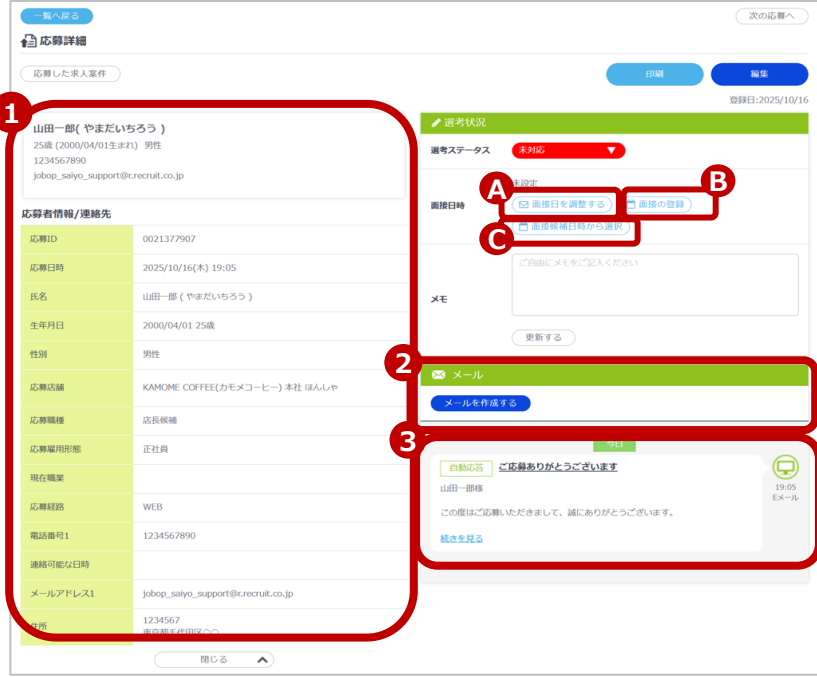 一覧へ戻る
次の応募へ
応募詳細
応募した求人案件
印刷
編集
登録日:2025/10/16
1
山田一郎( やまだいちろう )
25歳 (2000/04/01生まれ) 男性
1234567890
jobop_saiyo_support@r.recruit.co.jp
応募者情報/連絡先
応募ID 0021377907
応募日時 2025/10/16(木) 19:05
氏名 山田一郎 ( やまだいちろう )
生年月日 2000/04/01 25歳
性別 男性
応募店舗 KAMOME COFFEE(カモメコーヒー) 本社 ほんしゃ
応募職種 店長候補
応募雇用形態 正社員
現在職業
応募経路 WEB
電話番号1 1234567890
連絡可能な日時
メールアドレス1 jobop_saiyo_support@r.recruit.co.jp
住所 1234567
東京都千代田区〇〇
閉じる
選考状況
選考ステータス 未対応 ▼
未設定
面接日時
A
面接日を調整する
B
面接の登録
C
面接候補日時から選択
メモ
ご自由にメモをご記入ください
更新する
2
メール
メールを作成する
3
今日
自動応答 ご応募ありがとうございます
山田一郎様
この度はご応募いただきまして、誠にありがとうございます。
続きを見る
19:05
Eメール